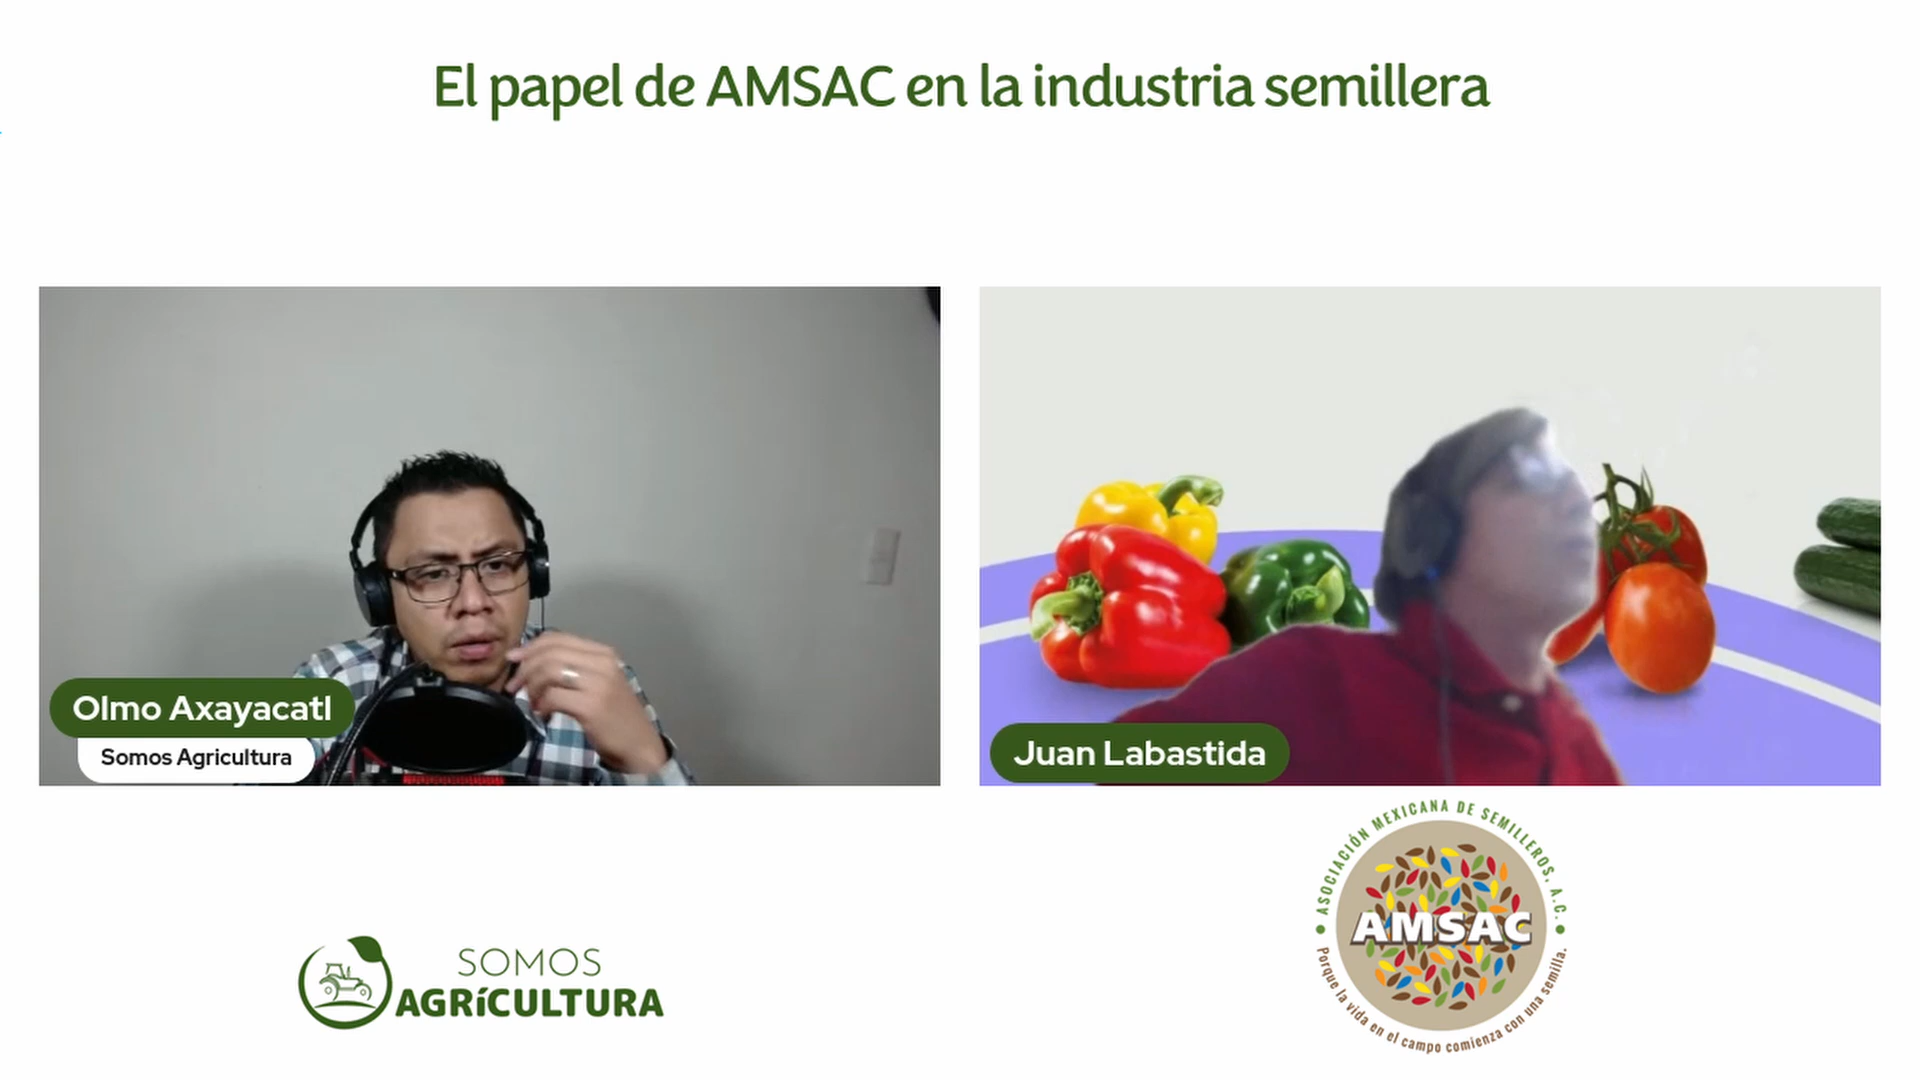 El papel de AMSAC en la industria semillera
Olmo Axayacatl
Somos Agricultura
Juan Labastida
SOMOS
AGRíCULTURA
• ASOCIACIÓN MEXICANA DE SEMILLEROS, A.C. •
AMSAC
Porque la vida en el campo comienza con una semilla.